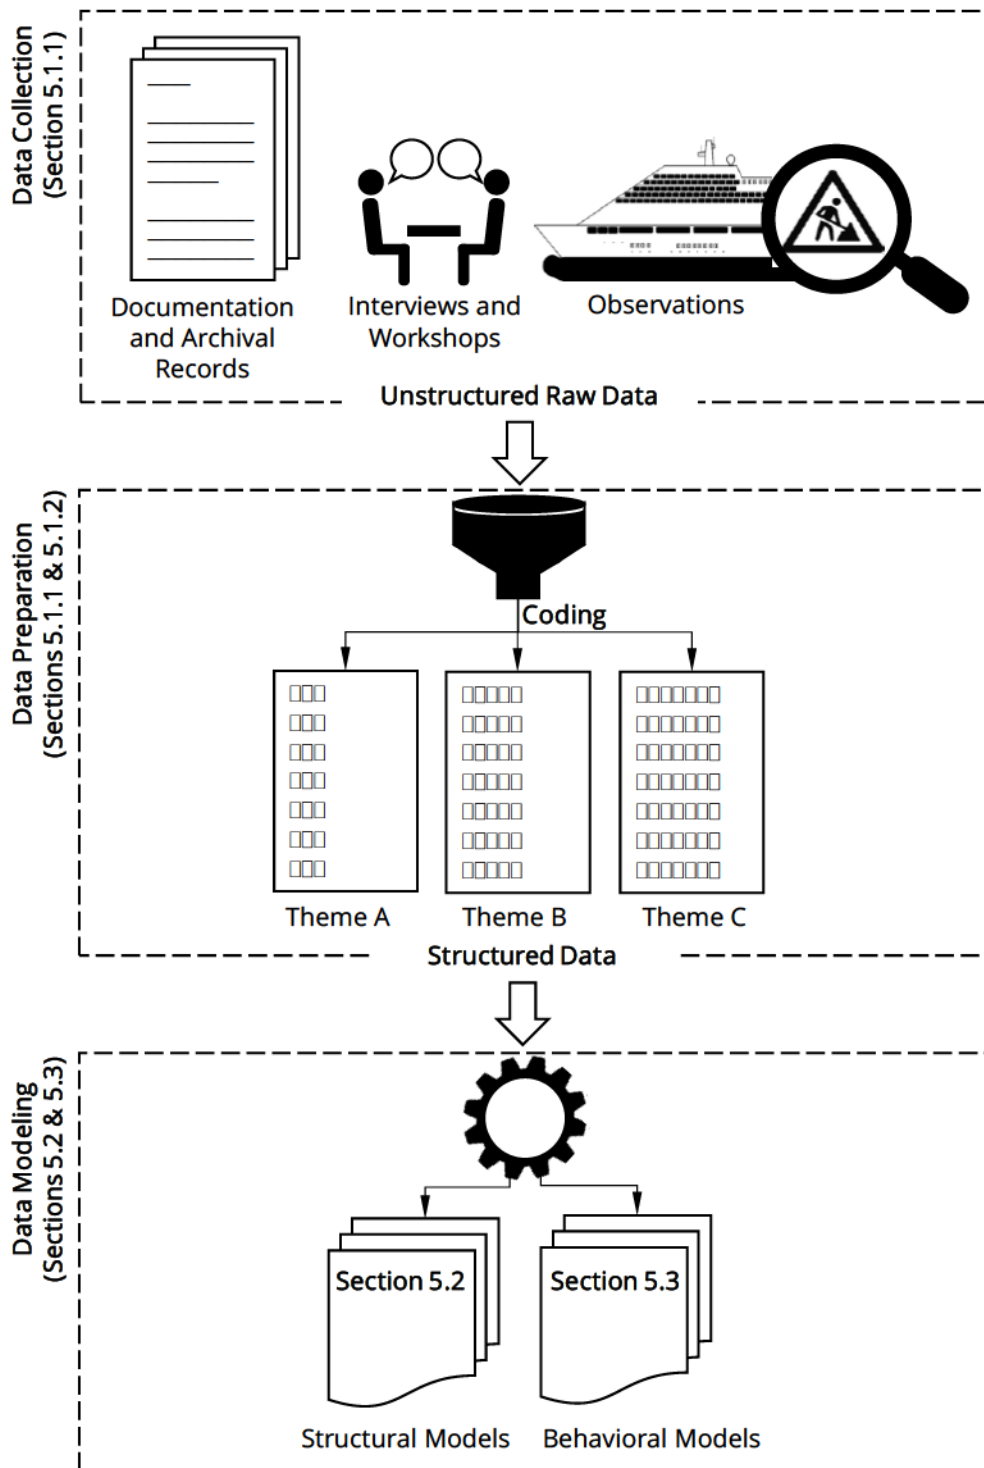 Data Collection
(Section 5.1.1)
Documentation
and Archival
Records
Interviews and
Workshops
Observations
Unstructured Raw Data
Data Preparation
(Sections 5.1.1 & 5.1.2)
Coding
Theme A
Theme B
Theme C
Structured Data
Data Modeling
(Sections 5.2 & 5.3)
Section 5.2
Section 5.3
Structural Models
Behavioral Models